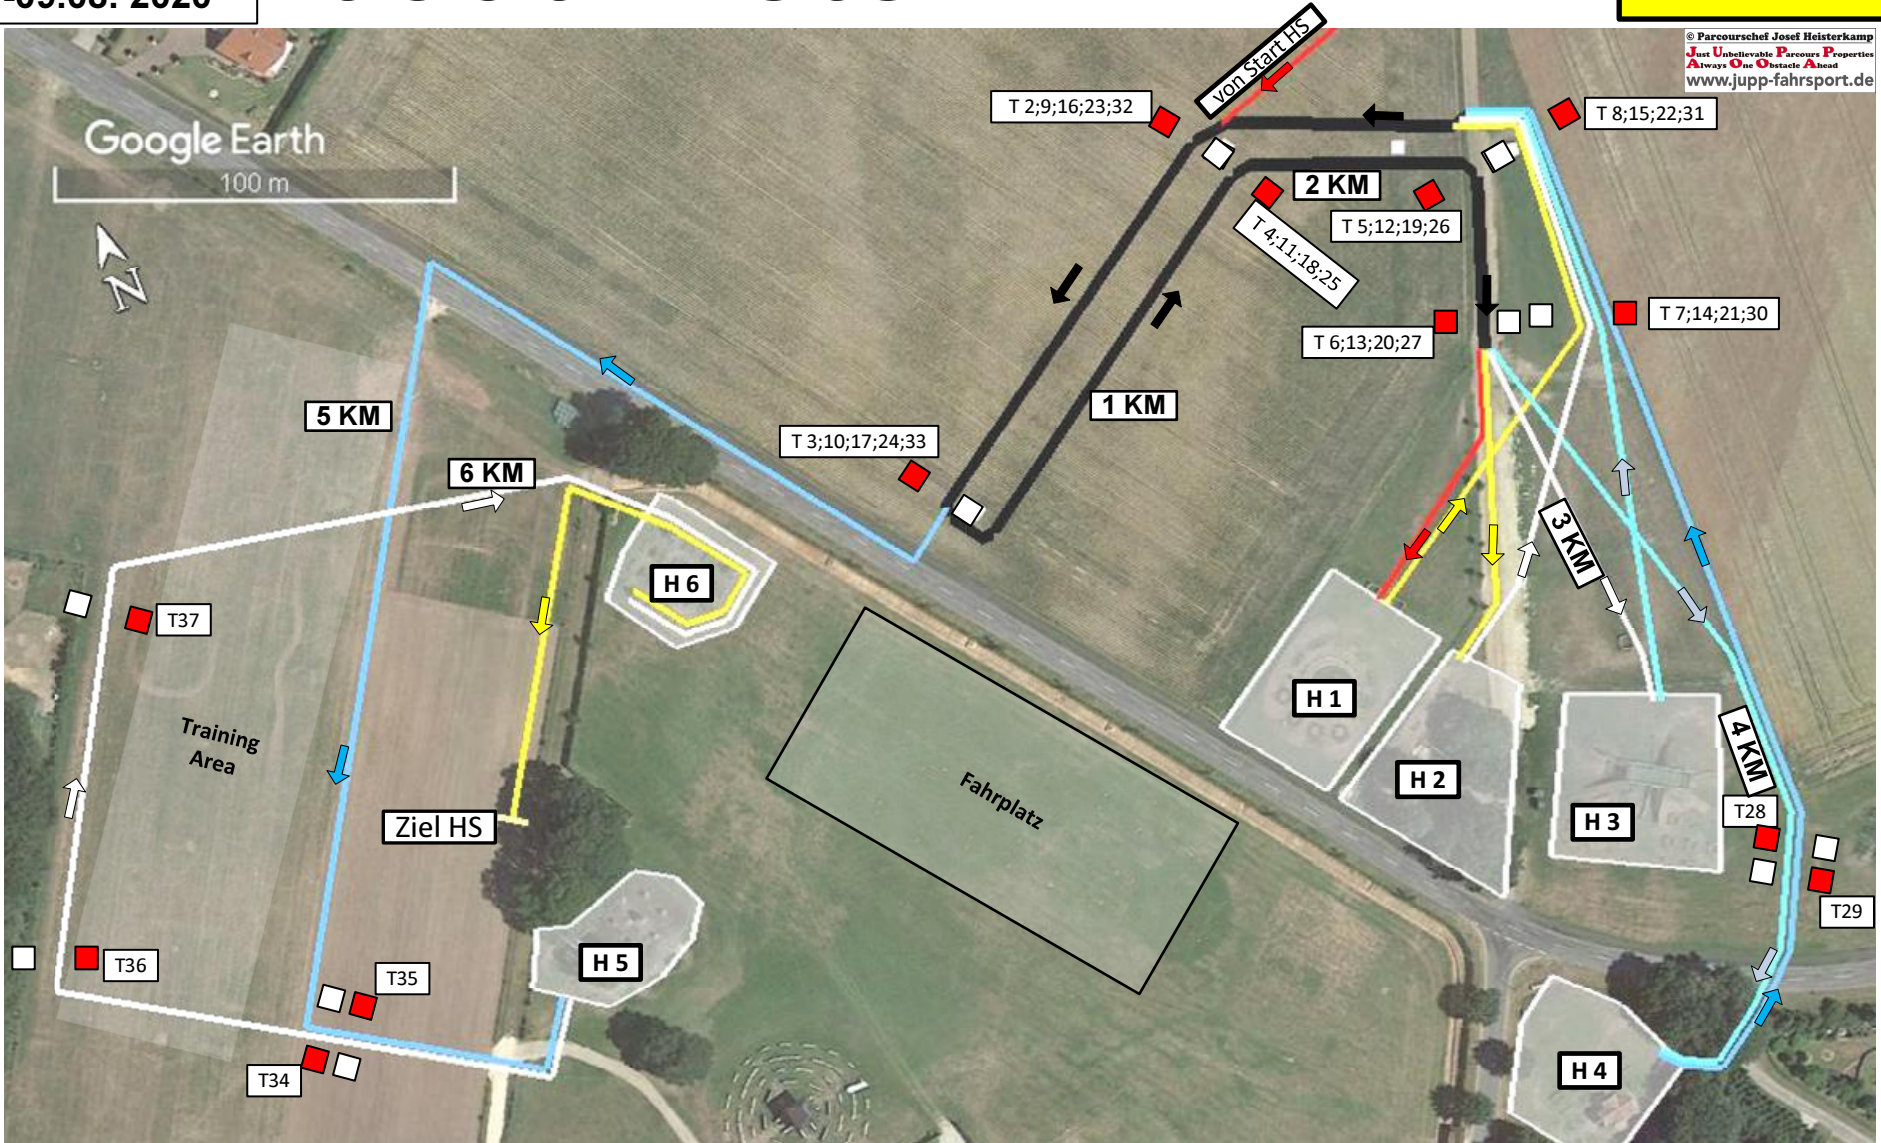 © Parcourschef Josef Heisterkamp
Just Unbelievable Parcours Properties
Always One Obstacle Ahead
www.jupp-fahrsport.de
von Start HS
T 2;9;16;23;32
T 8;15;22;31
Google Earth
100 m
2 KM
T 5;12;19;26
T 4;11;18;25
N
T 7;14;21;30
T 6;13;20;27
5 KM
1 KM
T 3;10;17;24;33
6 KM
3 KM
H 6
T37
H 1
Training
Area
4 KM
H 2
Fahrplatz
Ziel HS
H 3
T28
T29
H 5
T36
T35
T34
H 4